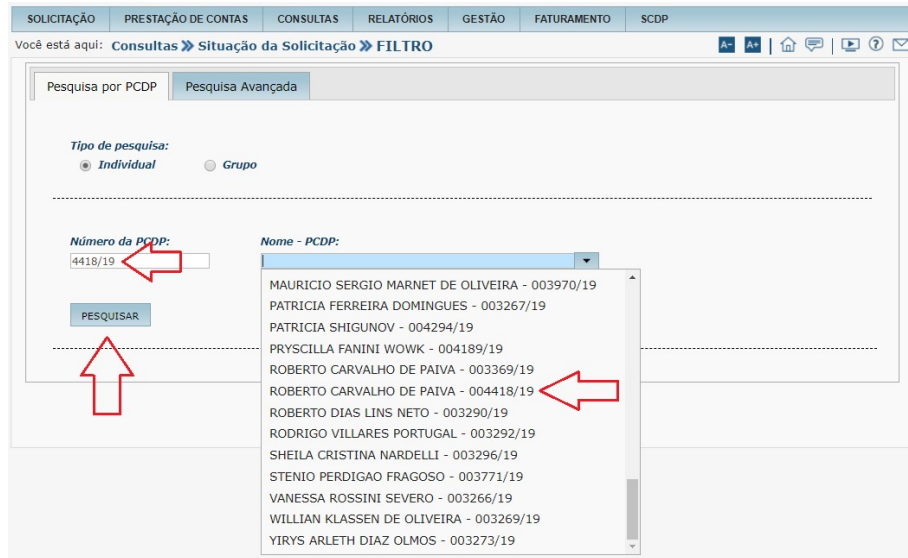 SOLICITAÇÃO PRESTAÇÃO DE CONTAS CONSULTAS RELATÓRIOS GESTÃO FATURAMENTO SCDP
Você está aqui: Consultas » Situação da Solicitação » FILTRO A- A+
Pesquisa por PCDP Pesquisa Avançada
Tipo de pesquisa:
Individual Grupo
Número da PCDP: Nome - PCDP:
4418/19
MAURICIO SERGIO MARNET DE OLIVEIRA - 003970/19
PATRICIA FERREIRA DOMINGUES - 003267/19
PATRICIA SHIGUNOV - 004294/19
PESQUISAR
PRYSCILLA FANINI WOWK - 004189/19
ROBERTO CARVALHO DE PAIVA - 003369/19
ROBERTO CARVALHO DE PAIVA - 004418/19
ROBERTO DIAS LINS NETO - 003290/19
RODRIGO VILLARES PORTUGAL - 003292/19
SHEILA CRISTINA NARDELLI - 003296/19
STENIO PERDIGAO FRAGOSO - 003771/19
VANESSA ROSSINI SEVERO - 003266/19
WILLIAN KLASSEN DE OLIVEIRA - 003269/19
YIRYS ARLETH DIAZ OLMOS - 003273/19